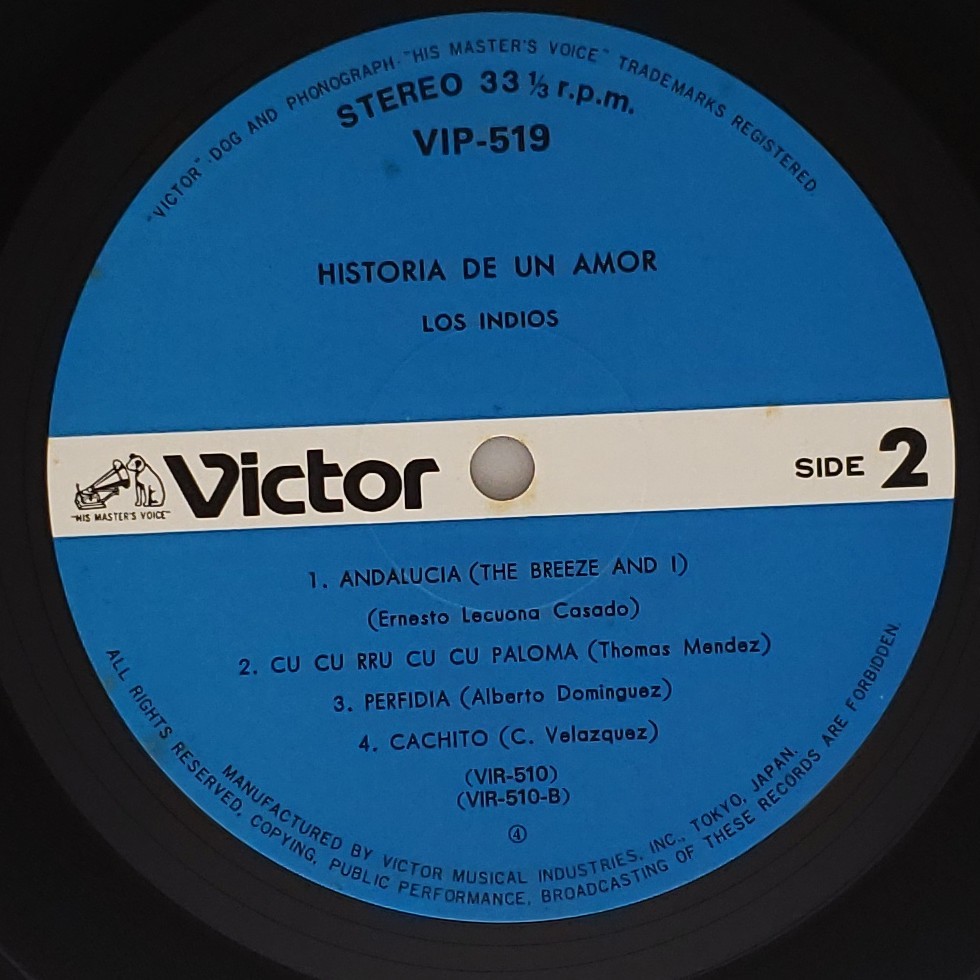 "VICTOR"·DOG AND PHONOGRAPH·"HIS MASTER'S VOICE" TRADEMARKS REGISTERED.
STEREO 33 ⅓ r.p.m.
VIP-519
HISTORIA DE UN AMOR
LOS INDIOS
Victor
"HIS MASTER'S VOICE"
SIDE 2
1. ANDALUCIA (THE BREEZE AND I)
(Ernesto Lecuona Casado)
2. CU CU RRU CU CU PALOMA (Thomas Mendez)
3. PERFIDIA (Alberto Dominguez)
4. CACHITO (C. Velazquez)
(VIR-510)
(VIR-510-B)
④
MANUFACTURED BY VICTOR MUSICAL INDUSTRIES, INC., TOKYO, JAPAN.
ALL RIGHTS RESERVED, COPYING, PUBLIC PERFORMANCE, BROADCASTING OF THESE RECORDS ARE FORBIDDEN.